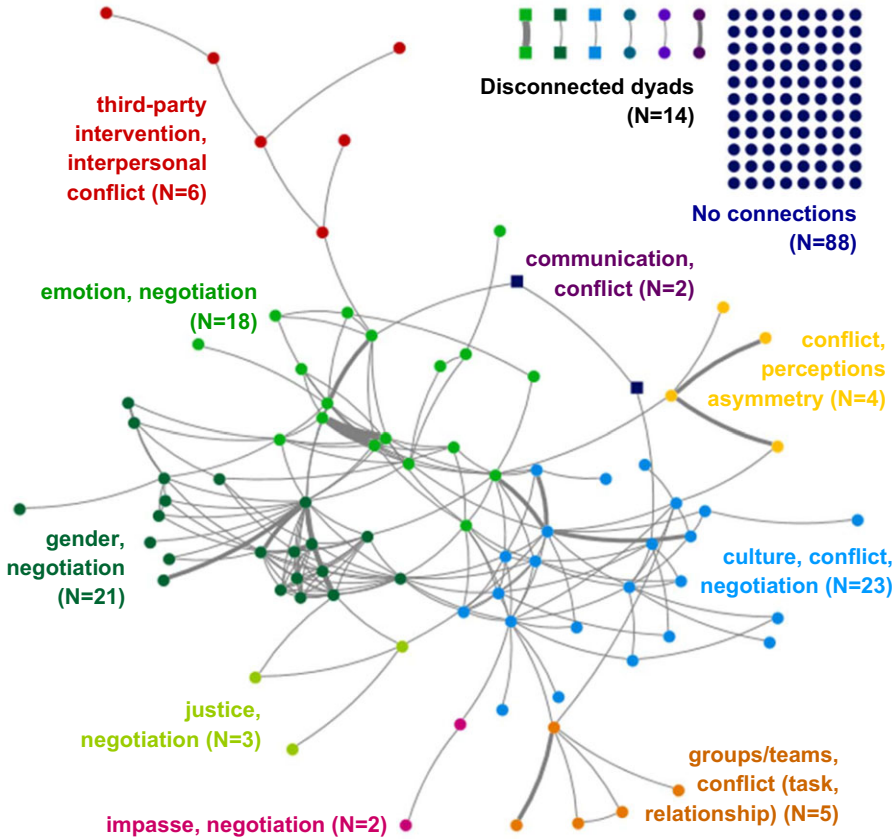 third-party
intervention,
interpersonal
conflict (N=6)
Disconnected dyads
(N=14)
No connections
(N=88)
communication,
conflict (N=2)
emotion, negotiation
(N=18)
conflict,
perceptions
asymmetry (N=4)
gender,
negotiation
(N=21)
culture, conflict,
negotiation (N=23)
justice,
negotiation (N=3)
groups/teams,
conflict (task,
relationship) (N=5)
impasse, negotiation (N=2)